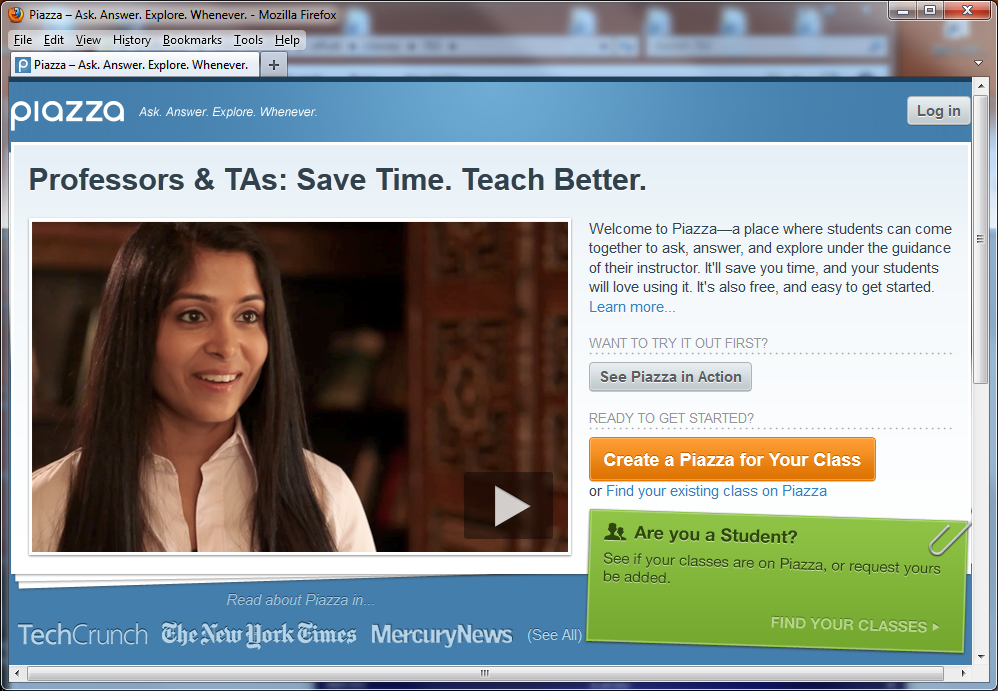 Piazza – Ask. Answer. Explore. Whenever. - Mozilla Firefox
File Edit View History Bookmarks Tools Help
Piazza – Ask. Answer. Explore. Whenever.
piazza Ask. Answer. Explore. Whenever.
Log in
Professors & TAs: Save Time. Teach Better.
Welcome to Piazza—a place where students can come
together to ask, answer, and explore under the guidance
of their instructor. It'll save you time, and your students
will love using it. It's also free, and easy to get started.
Learn more...
WANT TO TRY IT OUT FIRST?
See Piazza in Action
READY TO GET STARTED?
Create a Piazza for Your Class
or Find your existing class on Piazza
Are you a Student?
See if your classes are on Piazza, or request yours
be added.
FIND YOUR CLASSES ▸
Read about Piazza in...
TechCrunch The New York Times MercuryNews (See All)